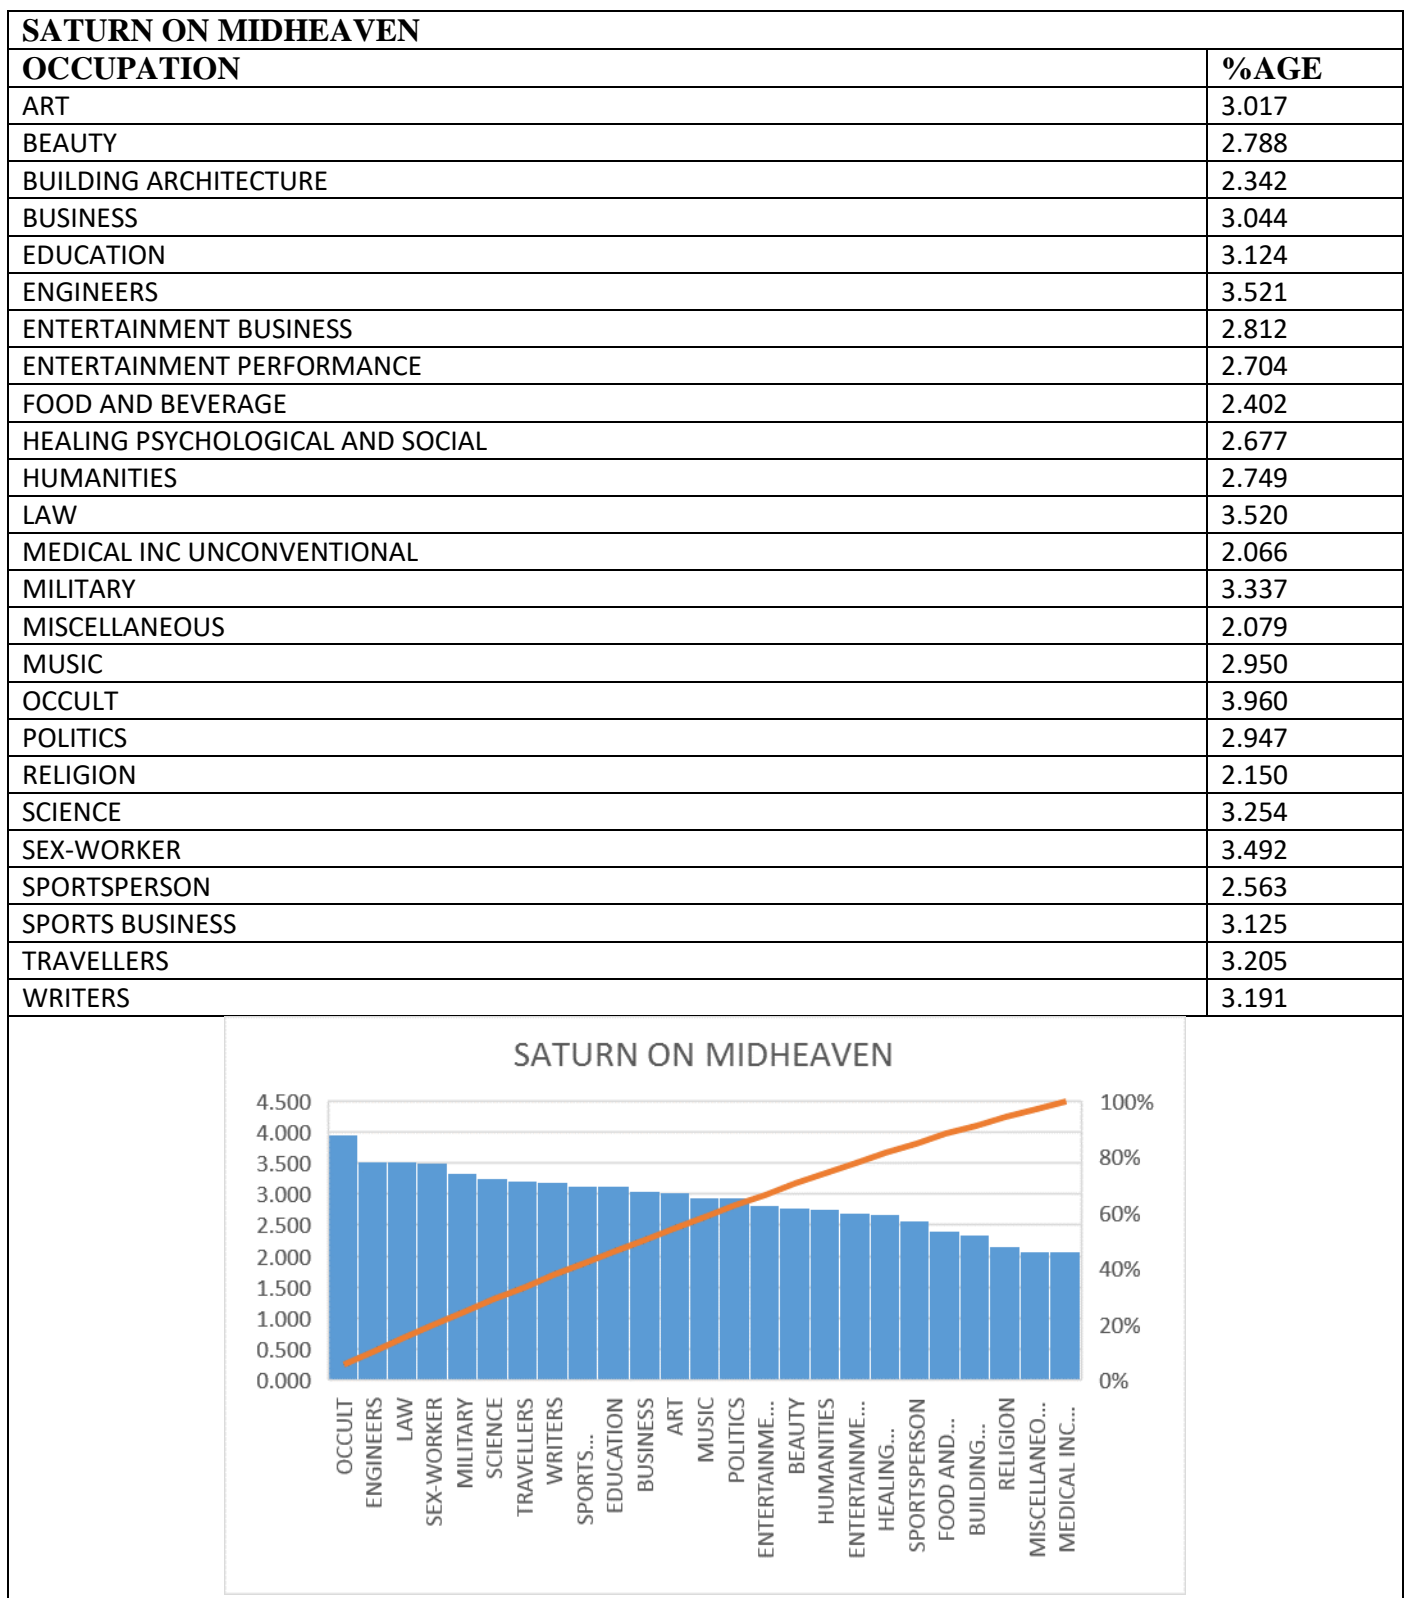 SATURN ON MIDHEAVEN
OCCUPATION %AGE
ART 3.017
BEAUTY 2.788
BUILDING ARCHITECTURE 2.342
BUSINESS 3.044
EDUCATION 3.124
ENGINEERS 3.521
ENTERTAINMENT BUSINESS 2.812
ENTERTAINMENT PERFORMANCE 2.704
FOOD AND BEVERAGE 2.402
HEALING PSYCHOLOGICAL AND SOCIAL 2.677
HUMANITIES 2.749
LAW 3.520
MEDICAL INC UNCONVENTIONAL 2.066
MILITARY 3.337
MISCELLANEOUS 2.079
MUSIC 2.950
OCCULT 3.960
POLITICS 2.947
RELIGION 2.150
SCIENCE 3.254
SEX-WORKER 3.492
SPORTSPERSON 2.563
SPORTS BUSINESS 3.125
TRAVELLERS 3.205
WRITERS 3.191
SATURN ON MIDHEAVEN
4.500 100%
4.000
3.500 80%
3.000
2.500 60%
2.000
1.500 40%
1.000 20%
0.500
0.000 0%
OCCULT
ENGINEERS
LAW
SEX-WORKER
MILITARY
SCIENCE
TRAVELLERS
WRITERS
SPORTS…
EDUCATION
BUSINESS
ART
MUSIC
POLITICS
ENTERTAINME…
BEAUTY
HUMANITIES
ENTERTAINME…
HEALING…
SPORTSPERSON
FOOD AND…
BUILDING…
RELIGION
MISCELLANEO…
MEDICAL INC…